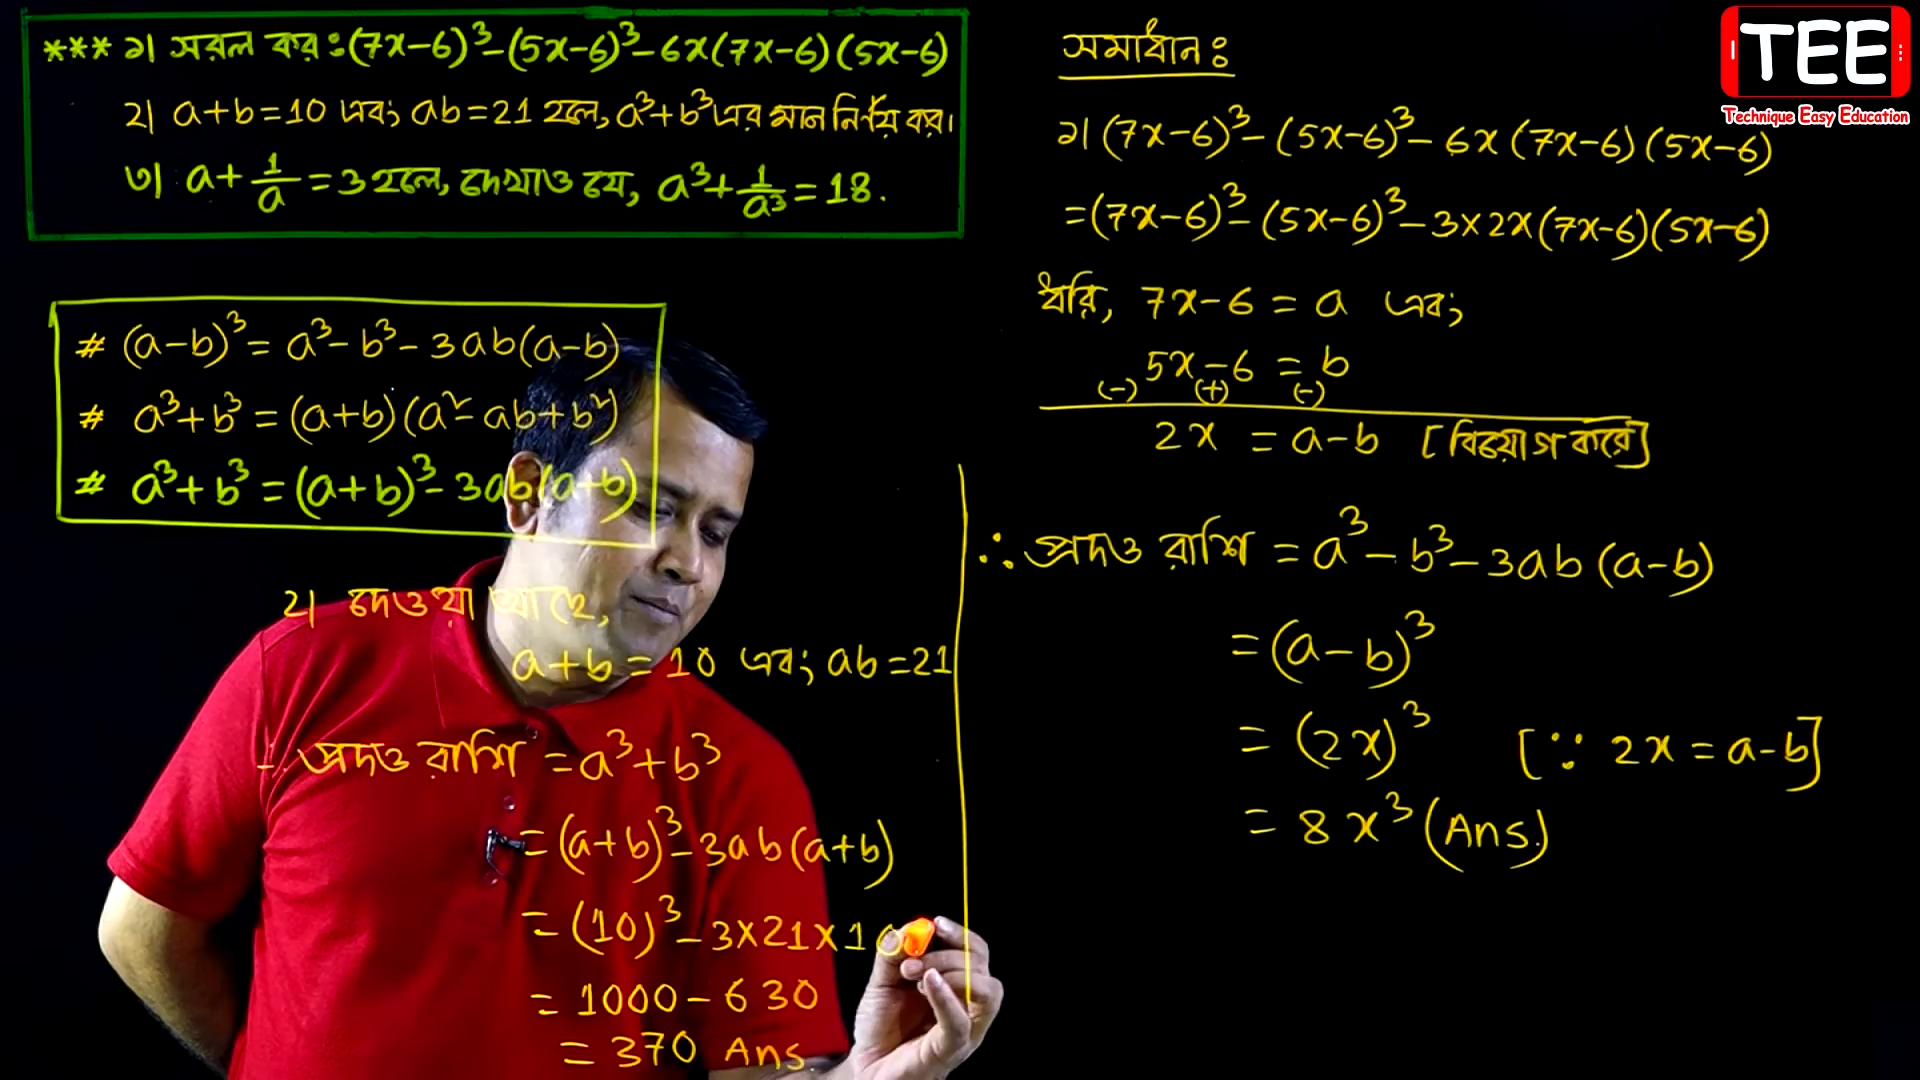 *** ১। সরল কর : (7x-6)³-(5x-6)³-6x(7x-6)(5x-6)
২। a+b=10 এবং ab=21 হলে, a³+b³ এর মান নির্ণয় কর।
৩। a+1/a=3 হলে, দেখাও যে, a³+1/a³=18.
# (a-b)³= a³-b³-3ab(a-b)
# a³+b³=(a+b)(a²-ab+b²)
# a³+b³=(a+b)³-3ab(a+b)
২। দেওয়া আছে,
a+b=10 এবং ab=21
∴ প্রদত্ত রাশি =a³+b³
=(a+b)³-3ab(a+b)
=(10)³-3×21×10
=1000-630
=370 Ans.
সমাধান :
১। (7x-6)³-(5x-6)³-6x(7x-6)(5x-6)
=(7x-6)³-(5x-6)³-3×2x(7x-6)(5x-6)
ধরি, 7x-6=a এবং
5x-6=b
(-) (+) (-)
2x=a-b [বিয়োগ করে]
∴ প্রদত্ত রাশি =a³-b³-3ab(a-b)
=(a-b)³
=(2x)³ [∵ 2x=a-b]
=8x³(Ans.)
TEE
Technique Easy Education